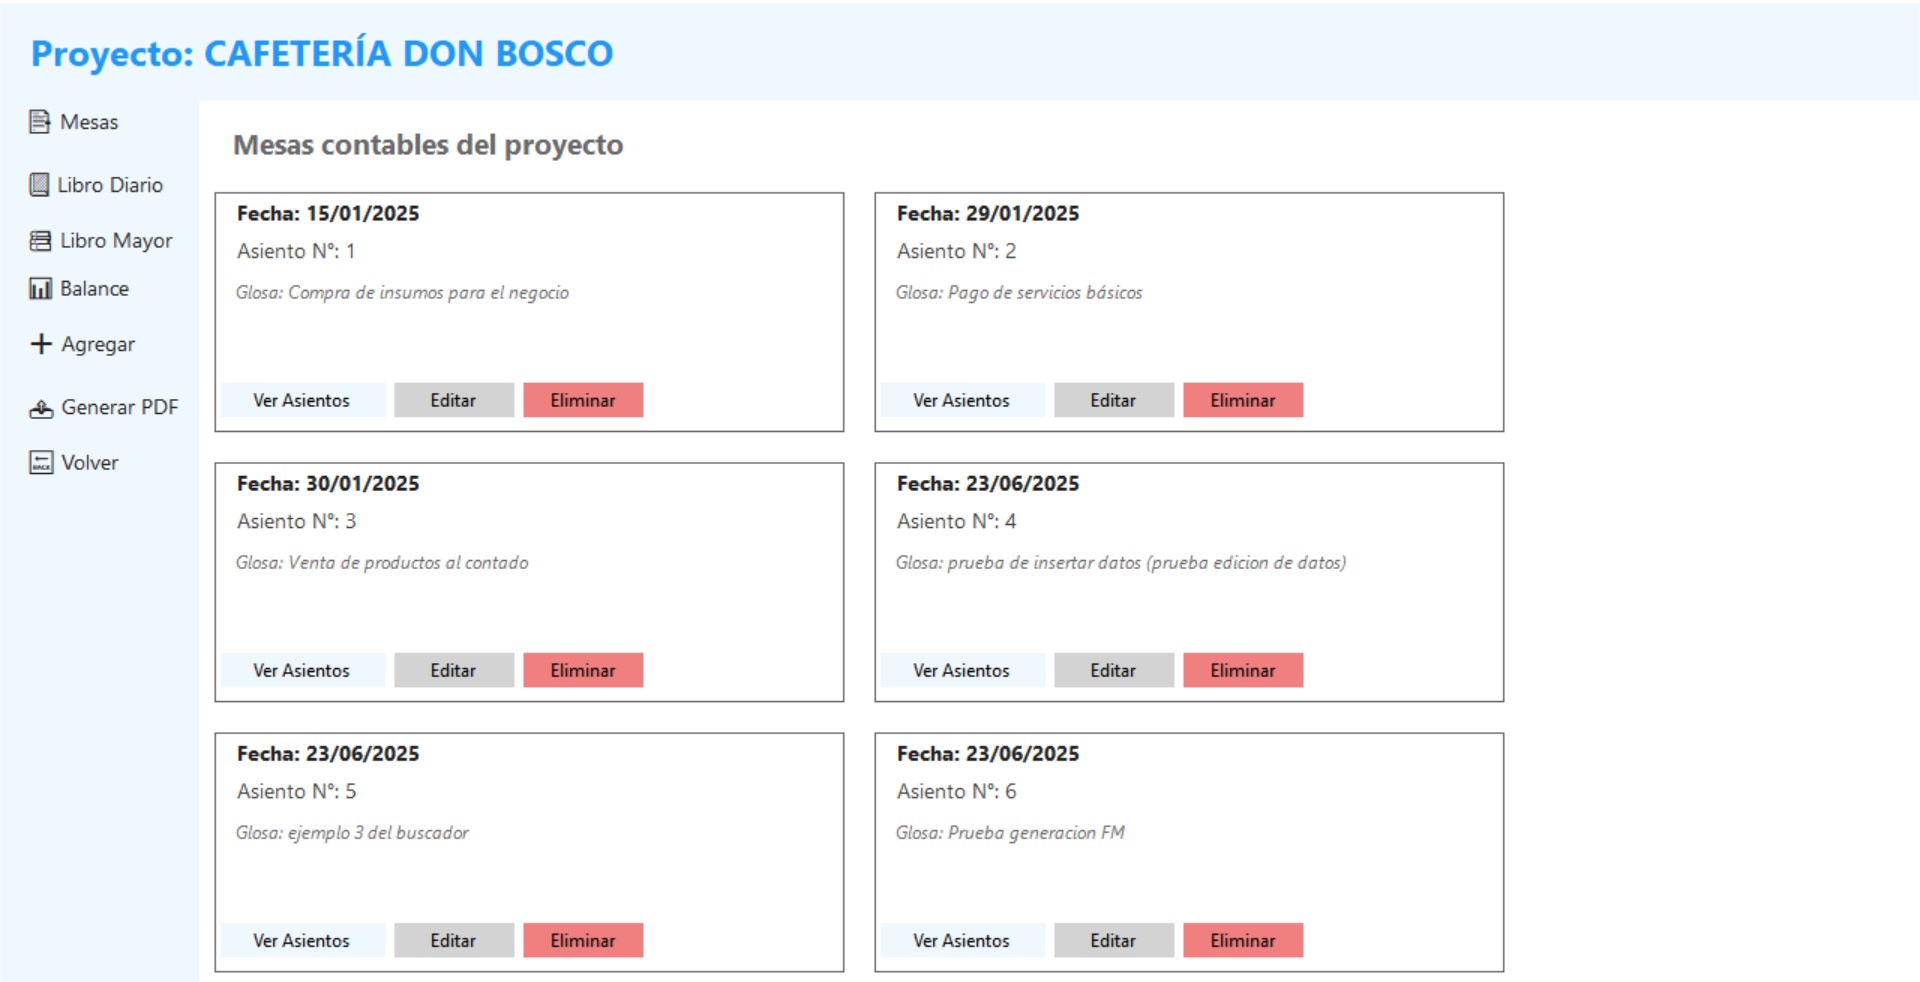 Proyecto: CAFETERÍA DON BOSCO
Mesas
Libro Diario
Libro Mayor
Balance
Agregar
Generar PDF
BACK
Volver
Mesas contables del proyecto
Fecha: 15/01/2025
Asiento N°: 1
Glosa: Compra de insumos para el negocio
Ver Asientos Editar Eliminar
Fecha: 29/01/2025
Asiento N°: 2
Glosa: Pago de servicios básicos
Ver Asientos Editar Eliminar
Fecha: 30/01/2025
Asiento N°: 3
Glosa: Venta de productos al contado
Ver Asientos Editar Eliminar
Fecha: 23/06/2025
Asiento N°: 4
Glosa: prueba de insertar datos (prueba edicion de datos)
Ver Asientos Editar Eliminar
Fecha: 23/06/2025
Asiento N°: 5
Glosa: ejemplo 3 del buscador
Ver Asientos Editar Eliminar
Fecha: 23/06/2025
Asiento N°: 6
Glosa: Prueba generacion FM
Ver Asientos Editar Eliminar